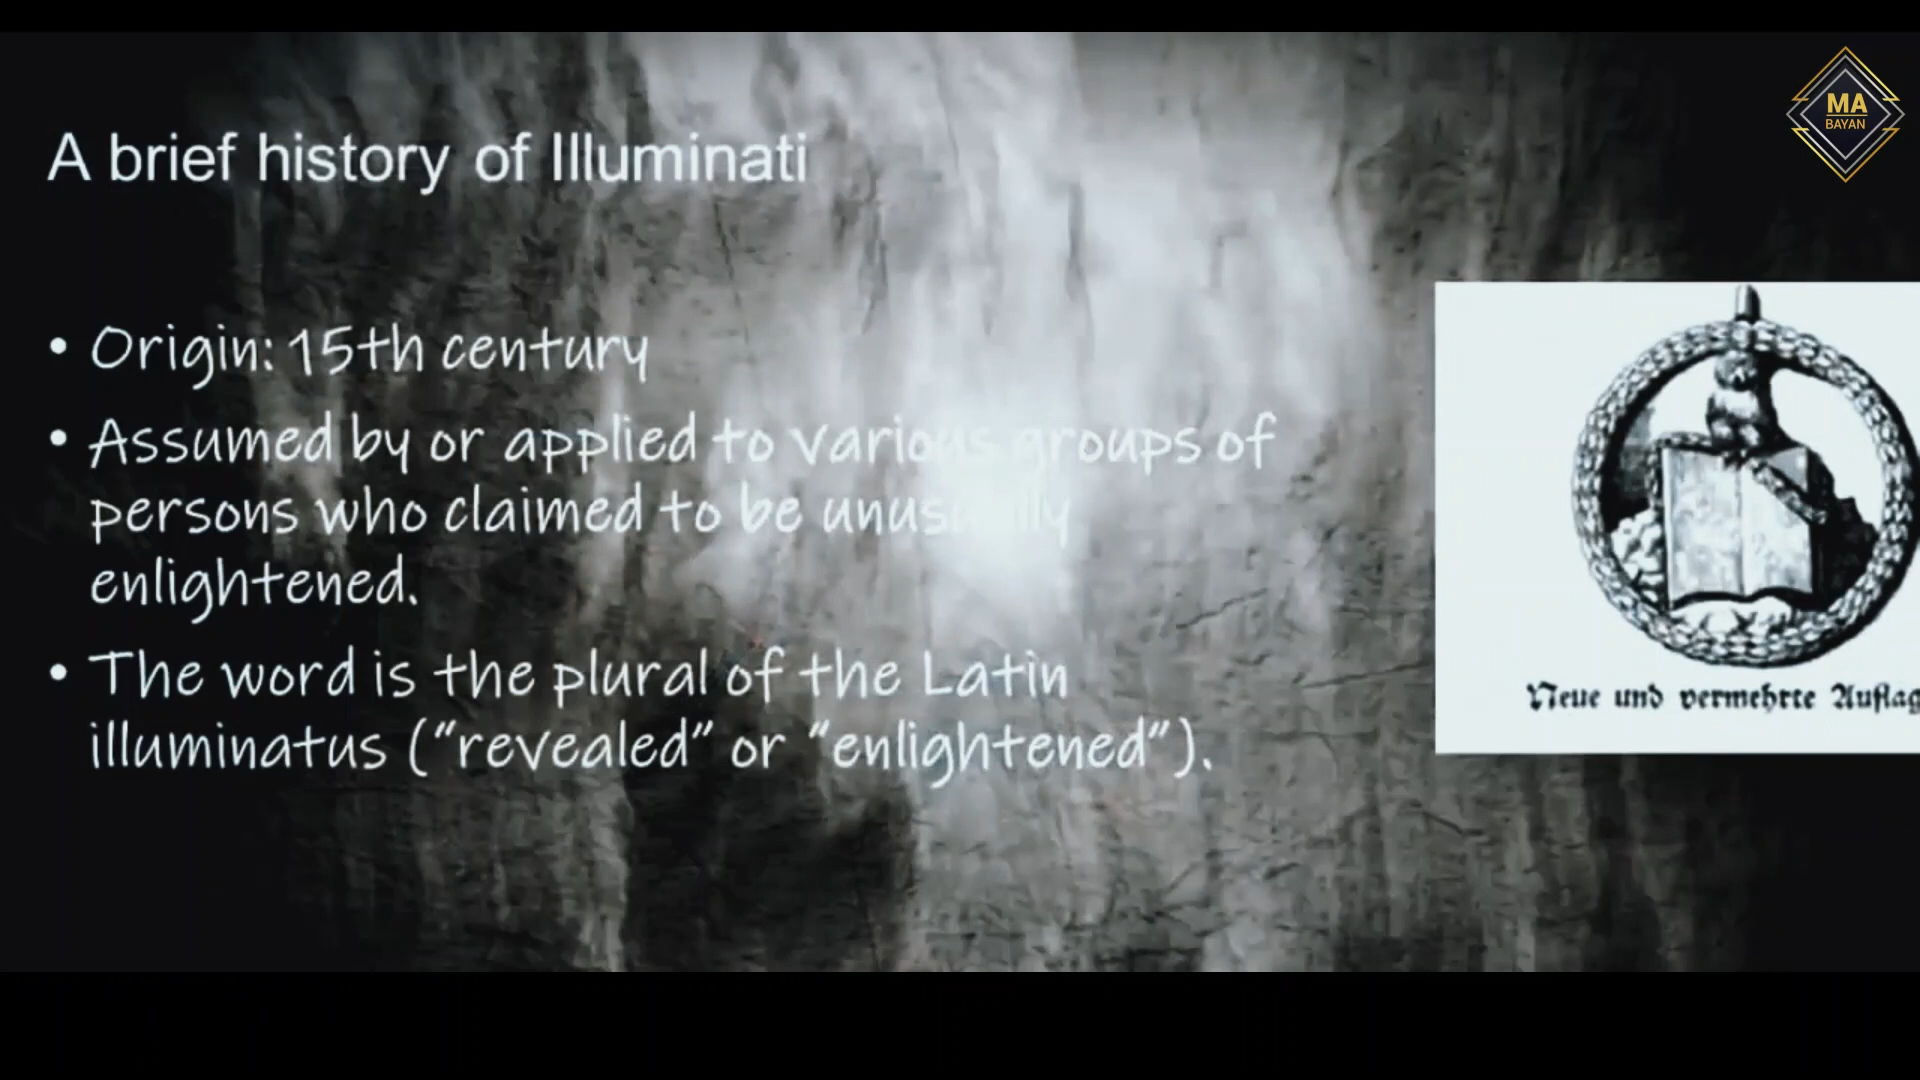 MA
BAYAN
A brief history of Illuminati
• Origin: 15th century
• Assumed by or applied to various groups of
persons who claimed to be unusually
enlightened.
• The word is the plural of the Latin
illuminatus (“revealed” or “enlightened”).
Neue und vermehrte Auflag